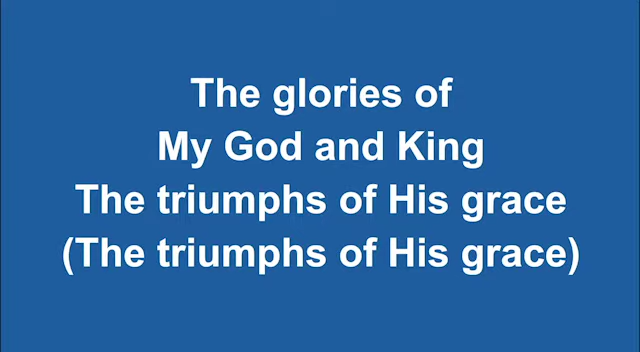 The glories of
My God and King
The triumphs of His grace
(The triumphs of His grace)